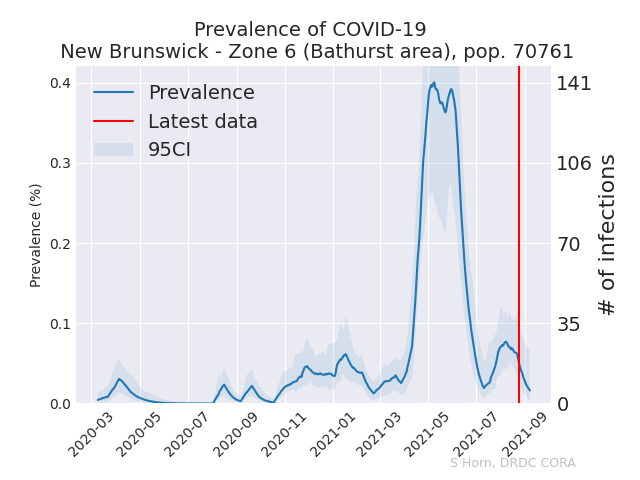 Prevalence of COVID-19
New Brunswick - Zone 6 (Bathurst area), pop. 70761
Prevalence
Latest data
95CI
Prevalence (%)
0.4
0.3
0.2
0.1
0.0
141
106
70
35
0
# of infections
2020-03
2020-05
2020-07
2020-09
2020-11
2021-01
2021-03
2021-05
2021-07
2021-09
S Horn, DRDC CORA